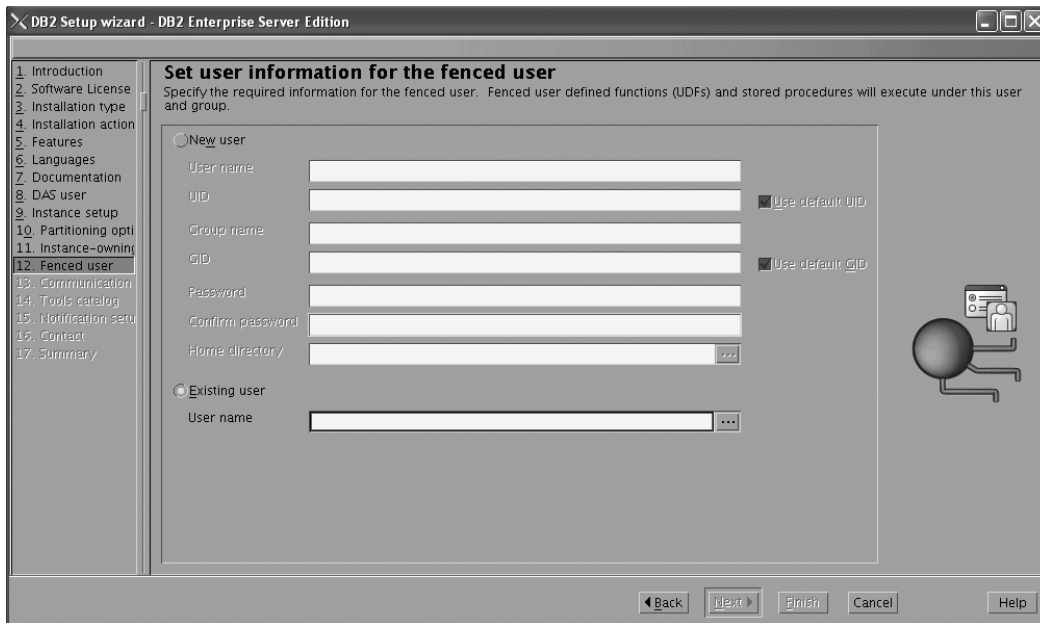 DB2 Setup wizard - DB2 Enterprise Server Edition
1. Introduction
2. Software License
3. Installation type
4. Installation action
5. Features
6. Languages
7. Documentation
8. DAS user
9. Instance setup
10. Partitioning opti
11. Instance-owning
12. Fenced user
13. Communication
14. Tools catalog
15. Notification setu
16. Contact
17. Summary
Set user information for the fenced user
Specify the required information for the fenced user. Fenced user defined functions (UDFs) and stored procedures will execute under this user
and group.
New user
User name
UID
Use default UID
Group name
GID
Use default GID
Password
Confirm password
Home directory
...
Existing user
User name
...
Back
Next
Finish
Cancel
Help